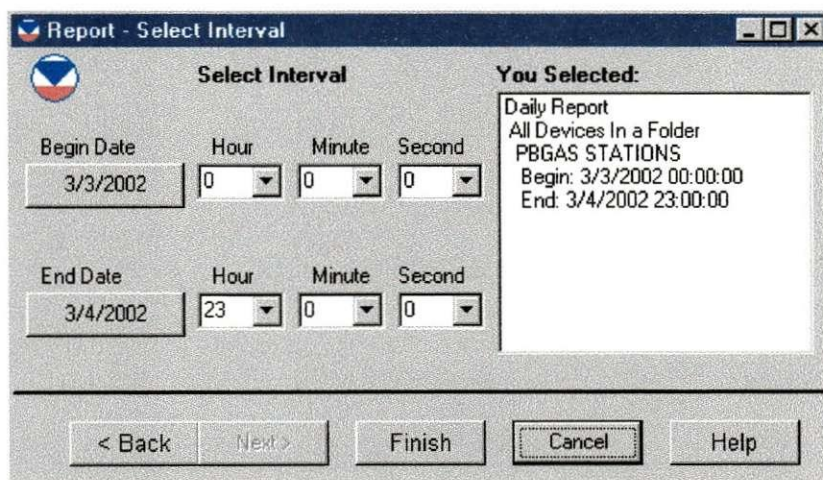 Report - Select Interval
Select Interval
You Selected:
Daily Report
All Devices In a Folder
PBGAS STATIONS
Begin: 3/3/2002 00:00:00
End: 3/4/2002 23:00:00
Begin Date Hour Minute Second
3/3/2002 0 0 0
End Date Hour Minute Second
3/4/2002 23 0 0
< Back Next > Finish Cancel Help